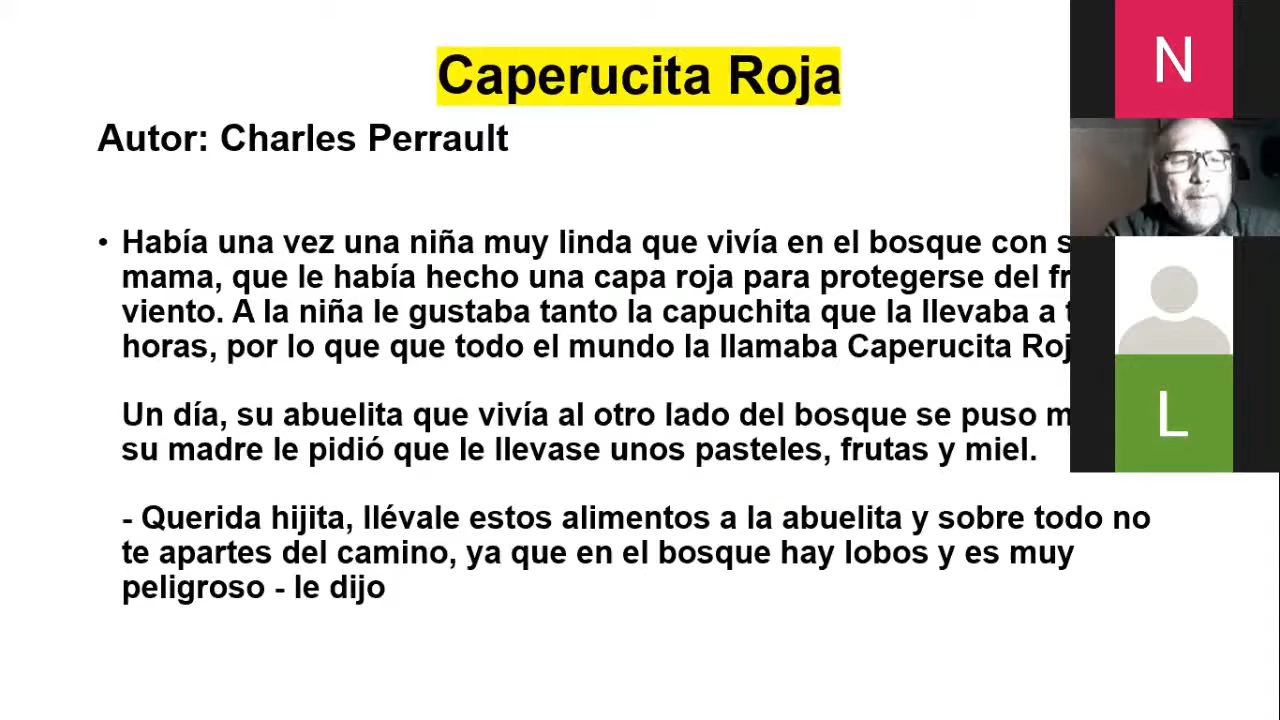 Caperucita Roja
Autor: Charles Perrault
• Había una vez una niña muy linda que vivía en el bosque con
mama, que le había hecho una capa roja para protegerse del
viento. A la niña le gustaba tanto la capuchita que la llevaba a
horas, por lo que que todo el mundo la llamaba Caperucita
Un día, su abuelita que vivía al otro lado del bosque se puso
su madre le pidió que le llevase unos pasteles, frutas y miel.
- Querida hijita, llévale estos alimentos a la abuelita y sobre todo no
te apartes del camino, ya que en el bosque hay lobos y es muy
peligroso - le dijo
N
L